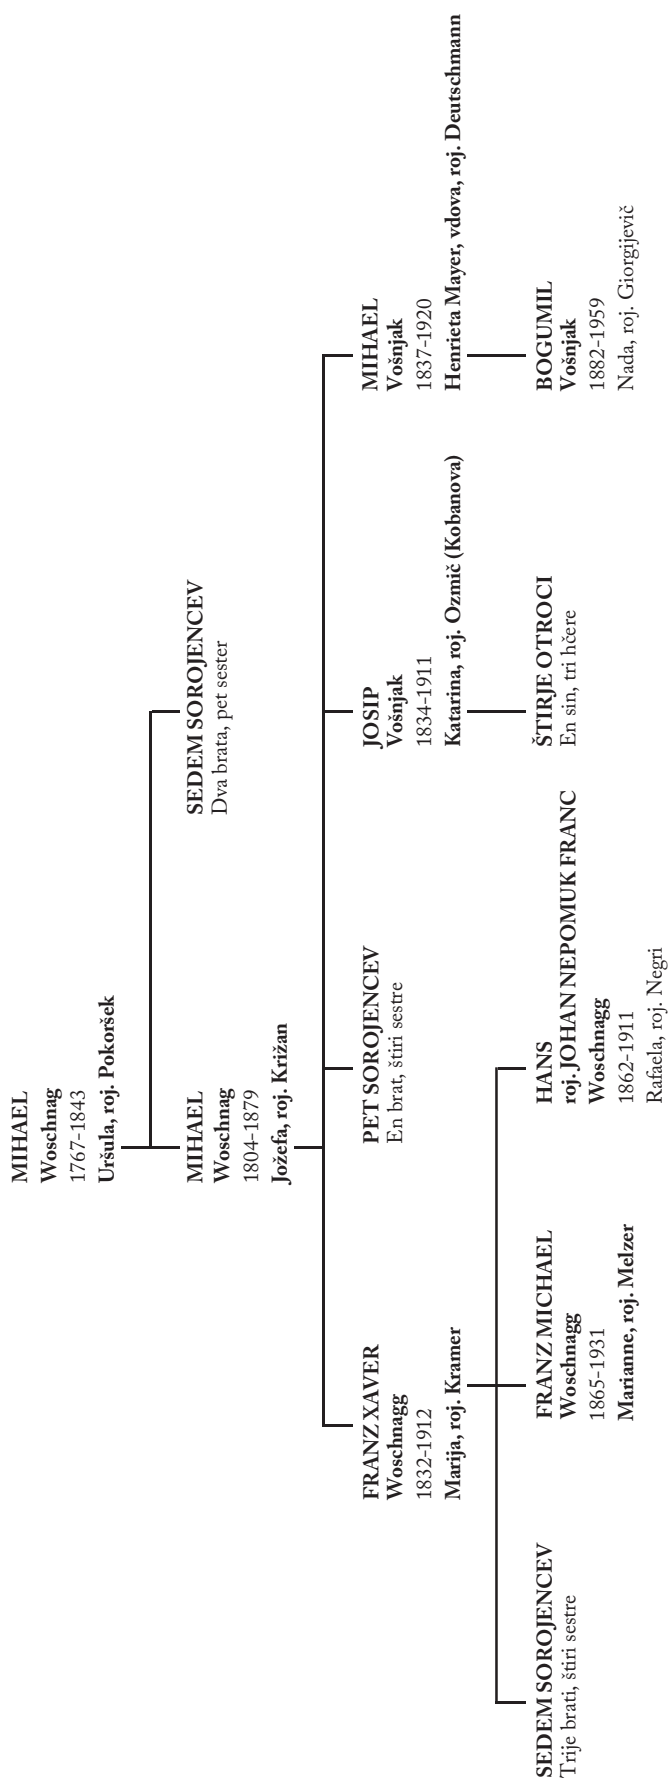 MIHAEL
Woschnag
1767-1843
Uršula, roj. Pokoršek
MIHAEL
Woschnag
1804-1879
Jožefa, roj. Križan
SEDEM SOROJENCEV
Dva brata, pet sester
FRANZ XAVER
Woschnagg
1832-1912
Marija, roj. Kramer
PET SOROJENCEV
En brat, štiri sestre
JOSIP
Vošnjak
1834-1911
Katarina, roj. Ozmič (Kobanova)
MIHAEL
Vošnjak
1837-1920
Henrieta Mayer, vdova, roj. Deutschmann
SEDEM SOROJENCEV
Trije brati, štiri sestre
FRANZ MICHAEL
Woschnagg
1865-1931
Marianne, roj. Melzer
HANS
roj. JOHAN NEPOMUK FRANC
Woschnagg
1862-1911
Rafaela, roj. Negri
ŠTIRJE OTROCI
En sin, tri hčere
BOGUMIL
Vošnjak
1882-1959
Nada, roj. Giorgijevič